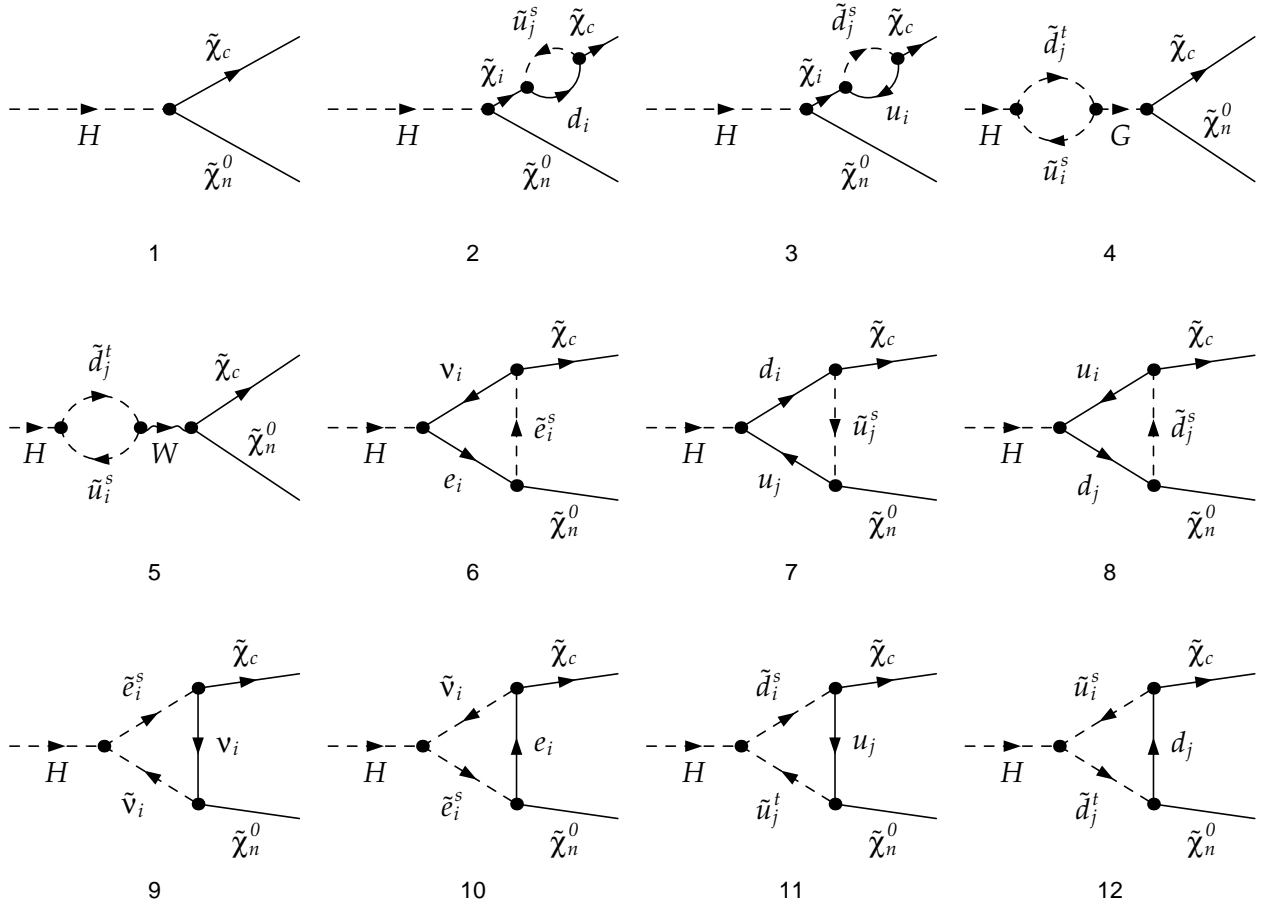 H χ̃c χ̃n0
1
H χ̃i ũjs χ̃c di χ̃n0
2
H χ̃i d̃js χ̃c ui χ̃n0
3
H d̃jt ũis G χ̃c χ̃n0
4
H d̃jt ũis W χ̃c χ̃n0
5
H νi ei ẽis χ̃c χ̃n0
6
H di uj ũjs χ̃c χ̃n0
7
H ui dj d̃js χ̃c χ̃n0
8
H ẽis ν̃i νi χ̃c χ̃n0
9
H ν̃i ẽis ei χ̃c χ̃n0
10
H d̃is ũjt uj χ̃c χ̃n0
11
H ũis d̃jt dj χ̃c χ̃n0
12